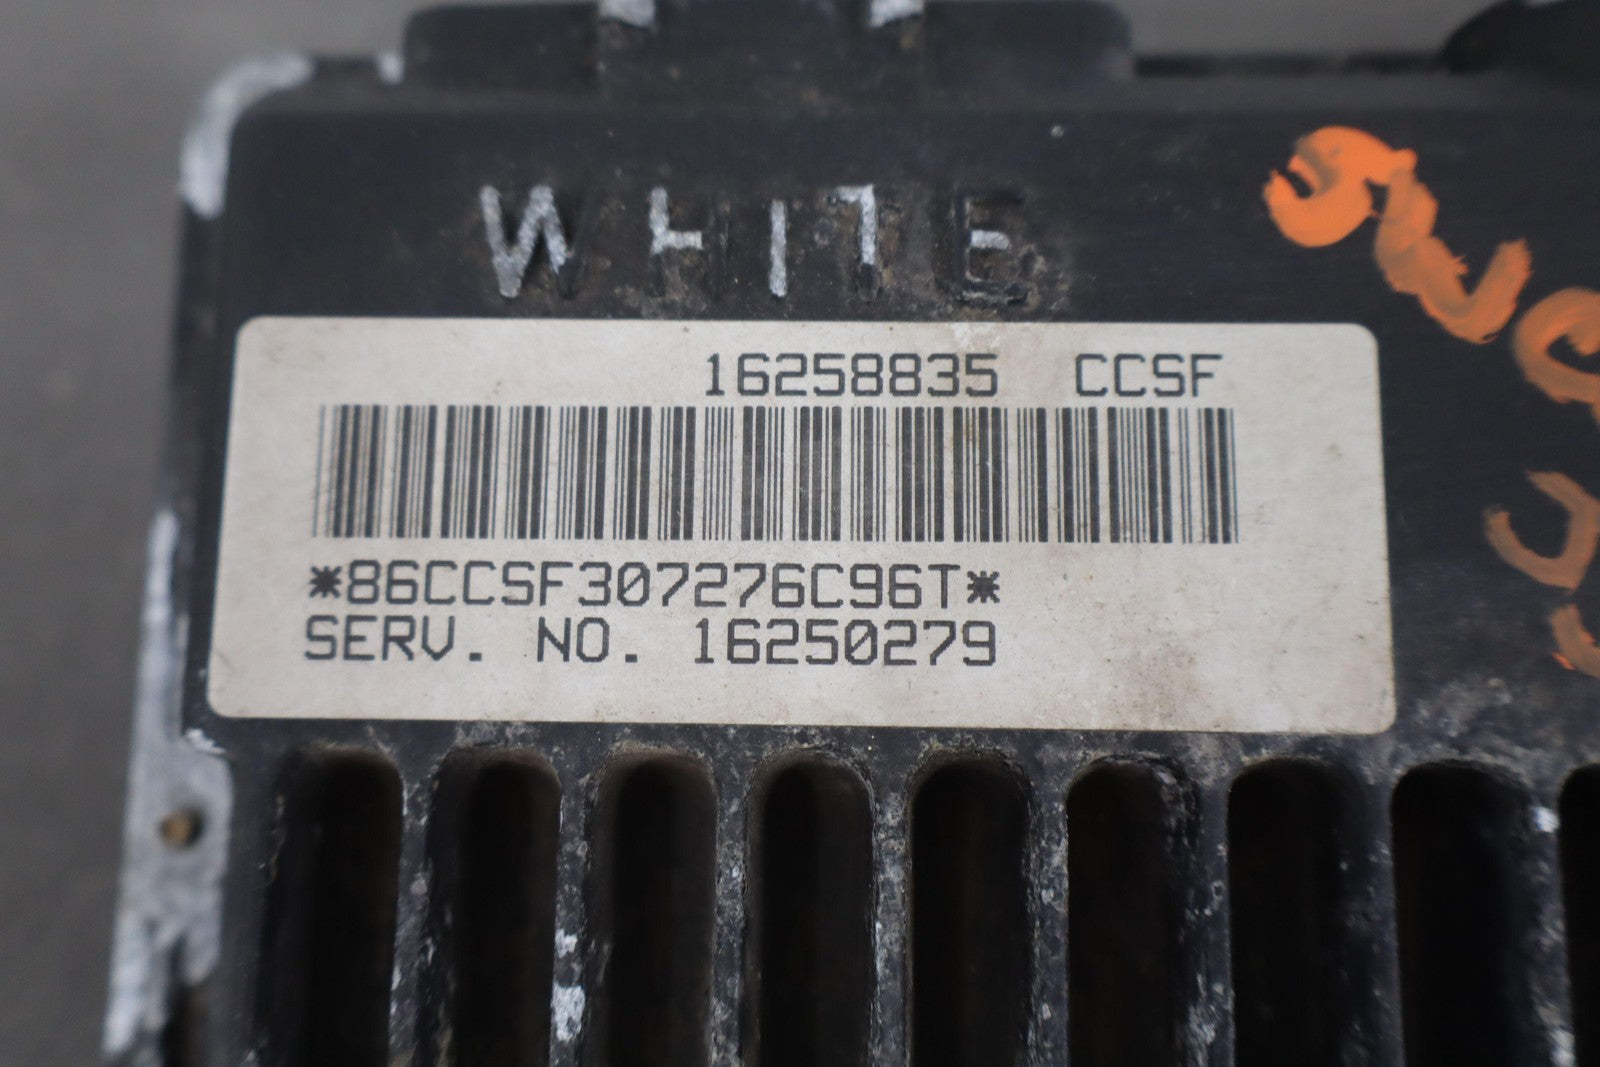 WHITE
16258835 CCSF
*86CCSF307276C96T*
SERV. NO. 16250279